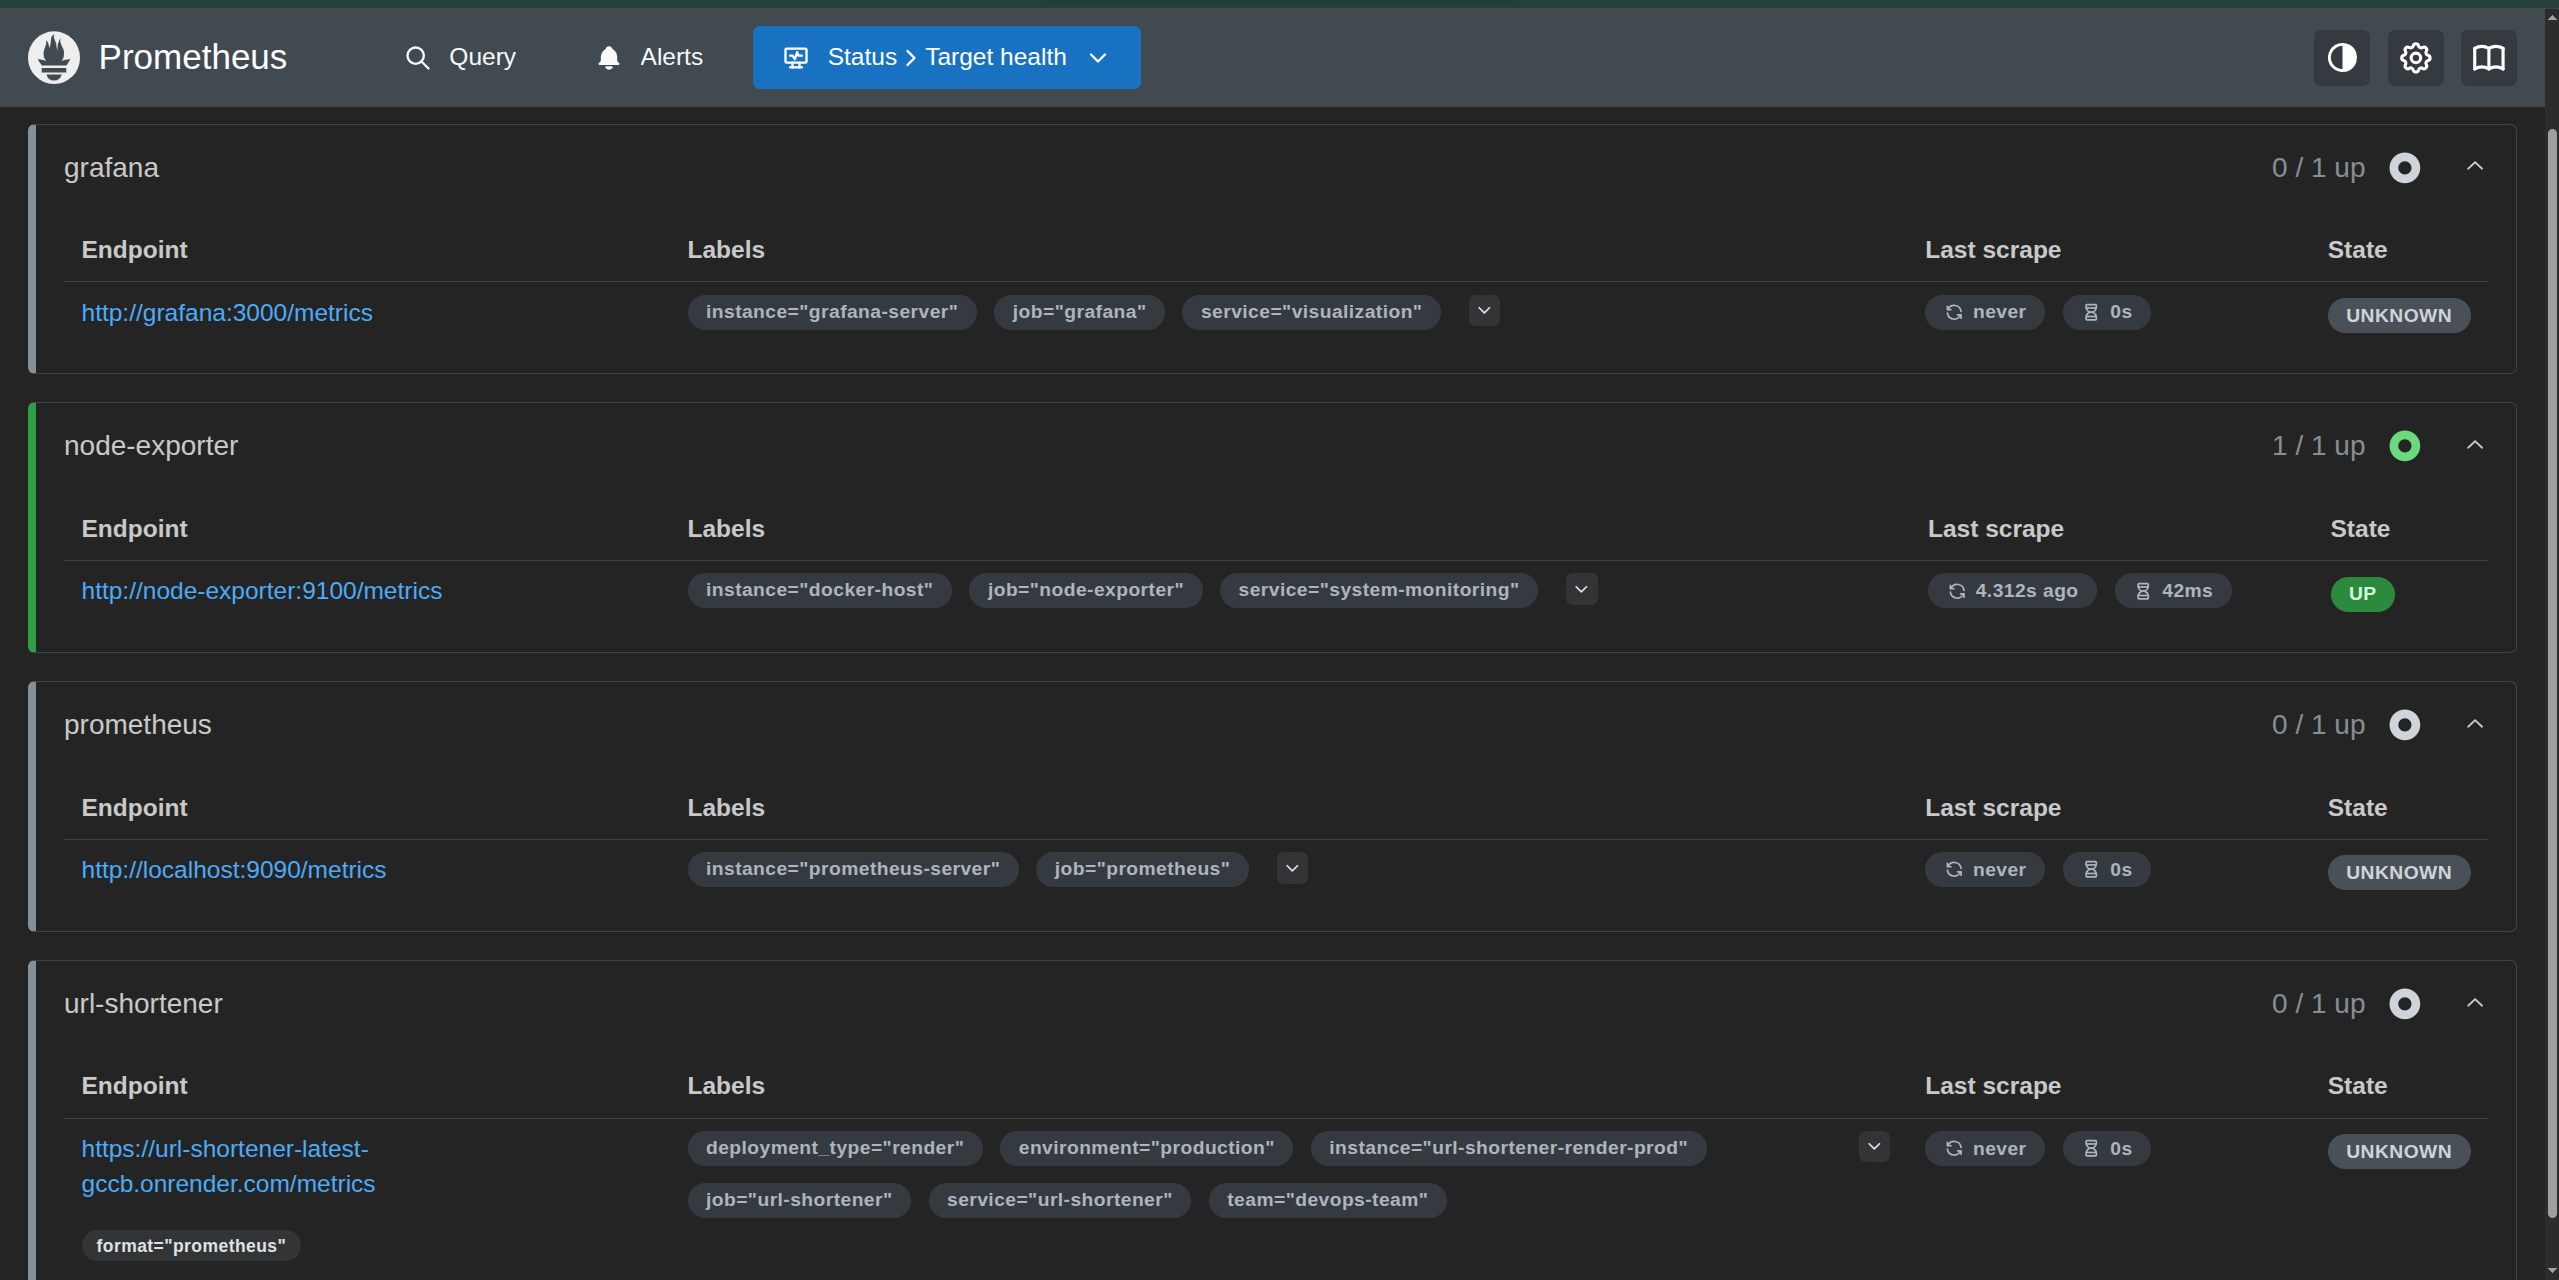 Prometheus Query Alerts Status > Target health
grafana 0 / 1 up
Endpoint Labels Last scrape State
http://grafana:3000/metrics instance="grafana-server" job="grafana" service="visualization" never 0s UNKNOWN
node-exporter 1 / 1 up
Endpoint Labels Last scrape State
http://node-exporter:9100/metrics instance="docker-host" job="node-exporter" service="system-monitoring" 4.312s ago 42ms UP
prometheus 0 / 1 up
Endpoint Labels Last scrape State
http://localhost:9090/metrics instance="prometheus-server" job="prometheus" never 0s UNKNOWN
url-shortener 0 / 1 up
Endpoint Labels Last scrape State
https://url-shortener-latest- deployment_type="render" environment="production" instance="url-shortener-render-prod" never 0s UNKNOWN
gccb.onrender.com/metrics job="url-shortener" service="url-shortener" team="devops-team"
format="prometheus"